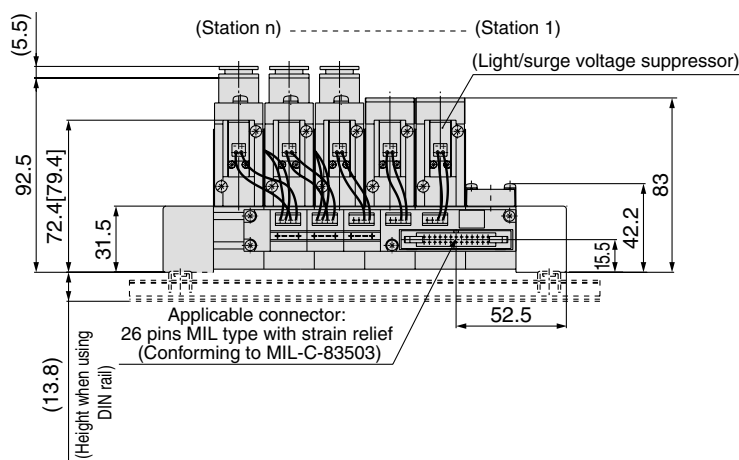 (5.5)
(Station n)
(Station 1)
(Light/surge voltage suppressor)
92.5
72.4[79.4]
31.5
83
42.2
15.5
52.5
Applicable connector:
26 pins MIL type with strain relief
(Conforming to MIL-C-83503)
(13.8)
(Height when using
DIN rail)